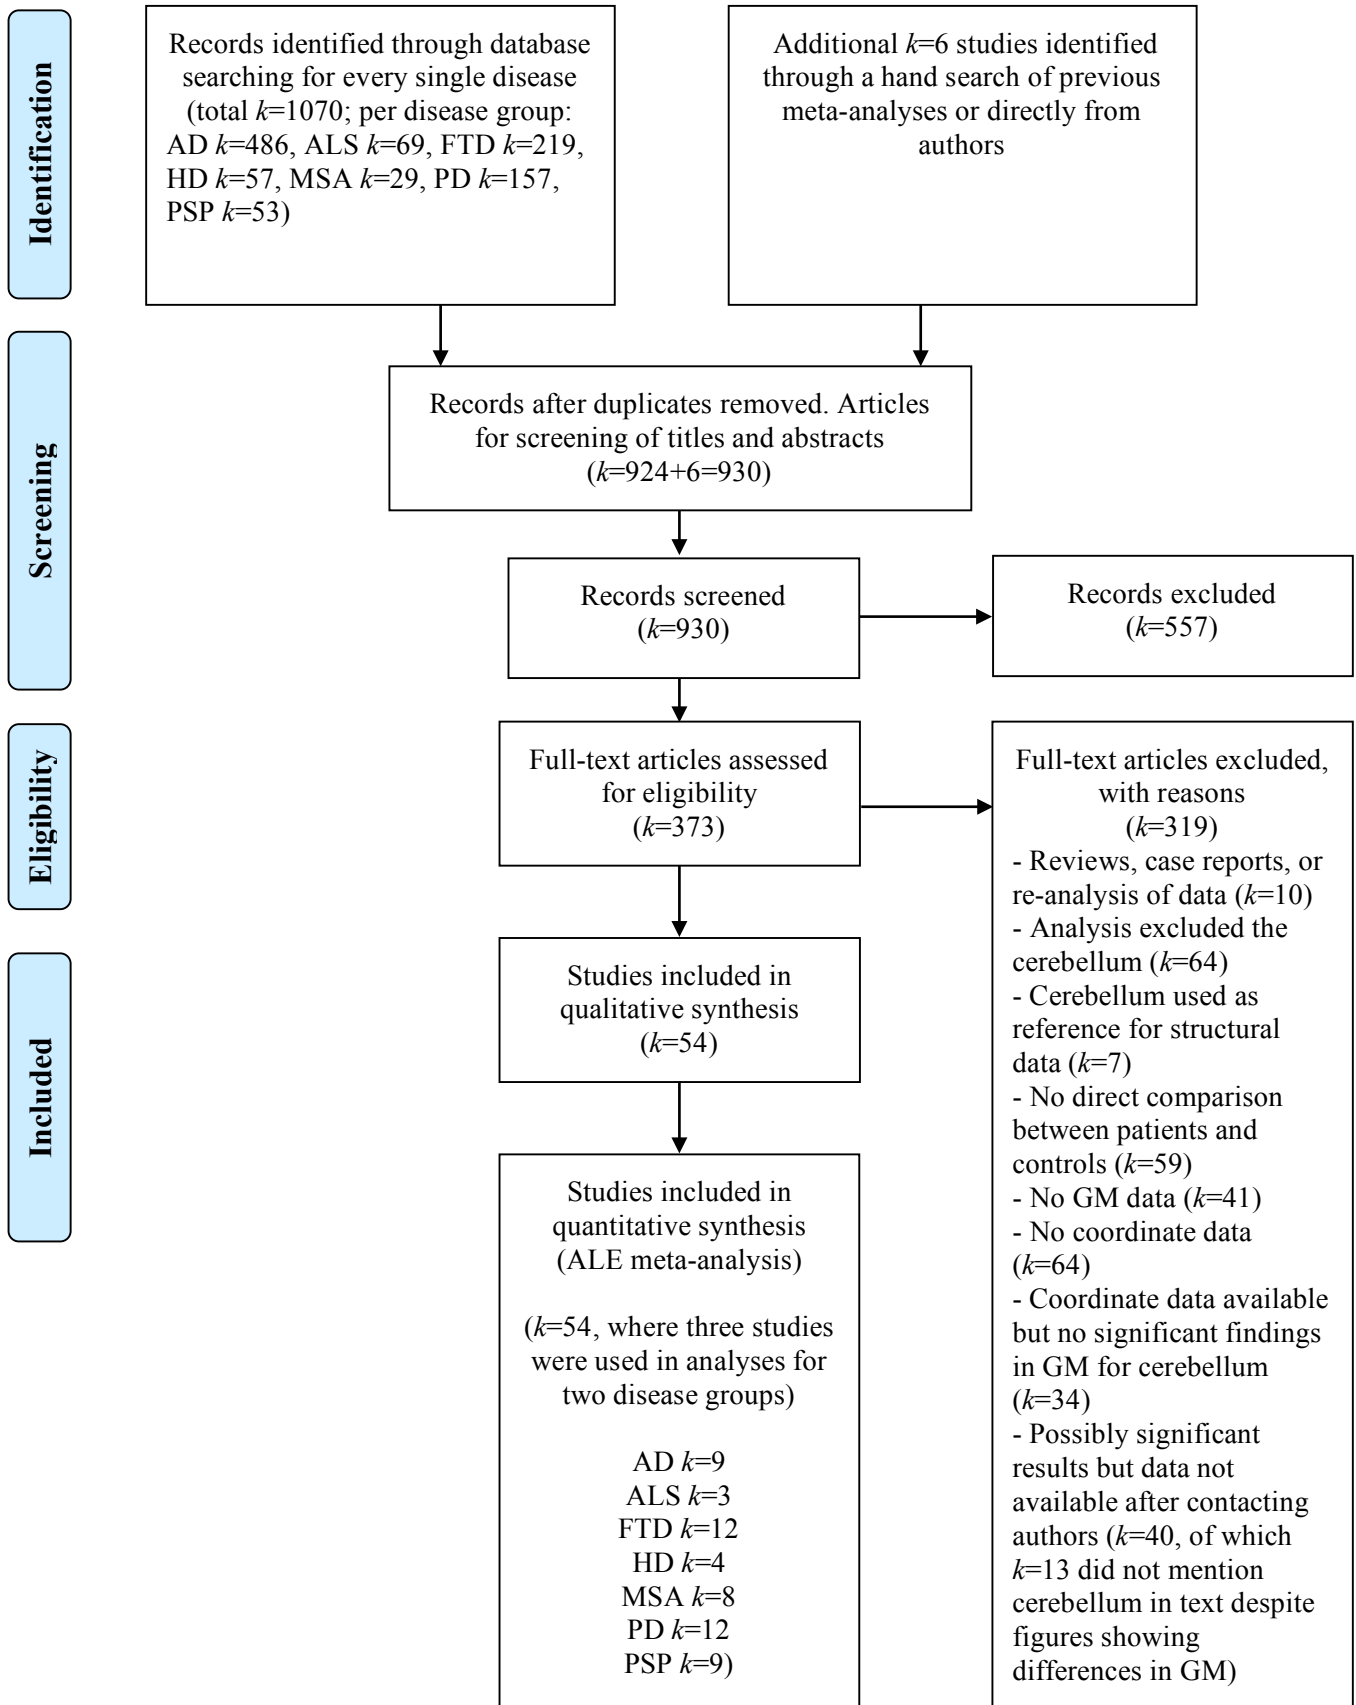 Identification
Records identified through database
searching for every single disease
(total k=1070; per disease group:
AD k=486, ALS k=69, FTD k=219,
HD k=57, MSA k=29, PD k=157,
PSP k=53)
Additional k=6 studies identified
through a hand search of previous
meta-analyses or directly from
authors
Screening
Records after duplicates removed. Articles
for screening of titles and abstracts
(k=924+6=930)
Records screened
(k=930)
Records excluded
(k=557)
Eligibility
Full-text articles assessed
for eligibility
(k=373)
Full-text articles excluded,
with reasons
(k=319)
- Reviews, case reports, or
re-analysis of data (k=10)
- Analysis excluded the
cerebellum (k=64)
- Cerebellum used as
reference for structural
data (k=7)
- No direct comparison
between patients and
controls (k=59)
- No GM data (k=41)
- No coordinate data
(k=64)
- Coordinate data available
but no significant findings
in GM for cerebellum
(k=34)
- Possibly significant
results but data not
available after contacting
authors (k=40, of which
k=13 did not mention
cerebellum in text despite
figures showing
differences in GM)
Included
Studies included in
qualitative synthesis
(k=54)
Studies included in
quantitative synthesis
(ALE meta-analysis)
(k=54, where three studies
were used in analyses for
two disease groups)
AD k=9
ALS k=3
FTD k=12
HD k=4
MSA k=8
PD k=12
PSP k=9)